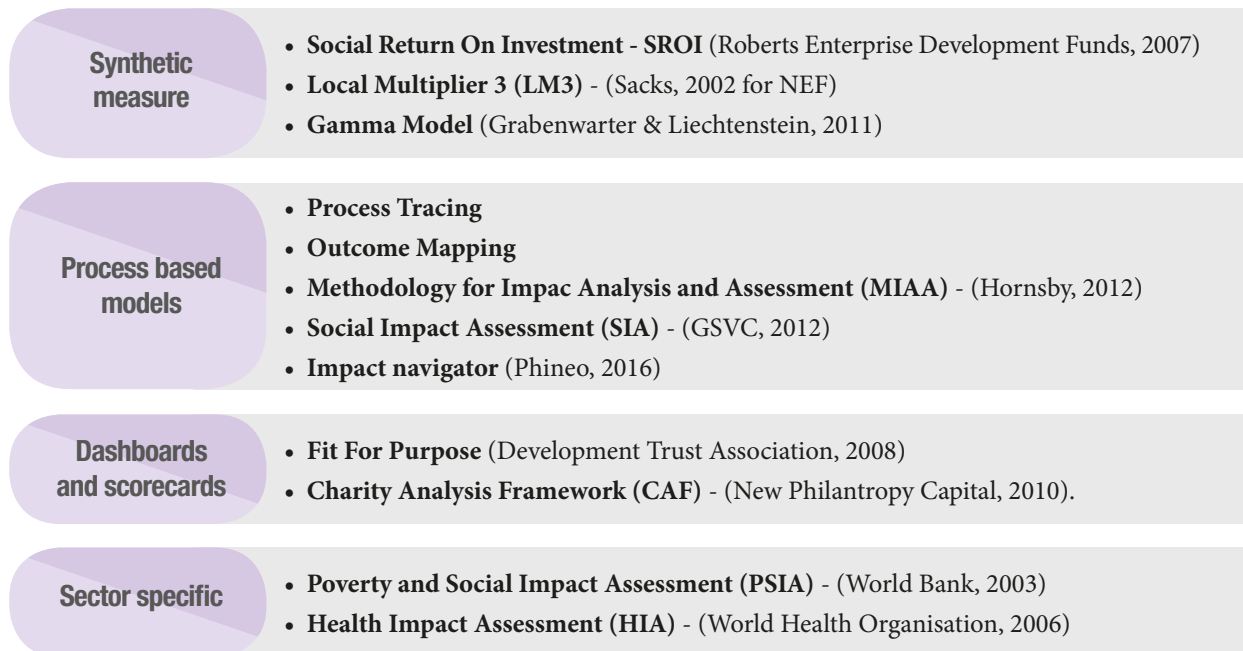 Synthetic
measure
• Social Return On Investment - SROI (Roberts Enterprise Development Funds, 2007)
• Local Multiplier 3 (LM3) - (Sacks, 2002 for NEF)
• Gamma Model (Grabenwarter & Liechtenstein, 2011)
Process based
models
• Process Tracing
• Outcome Mapping
• Methodology for Impac Analysis and Assessment (MIAA) - (Hornsby, 2012)
• Social Impact Assessment (SIA) - (GSVC, 2012)
• Impact navigator (Phineo, 2016)
Dashboards
and scorecards
• Fit For Purpose (Development Trust Association, 2008)
• Charity Analysis Framework (CAF) - (New Philantropy Capital, 2010).
Sector specific
• Poverty and Social Impact Assessment (PSIA) - (World Bank, 2003)
• Health Impact Assessment (HIA) - (World Health Organisation, 2006)